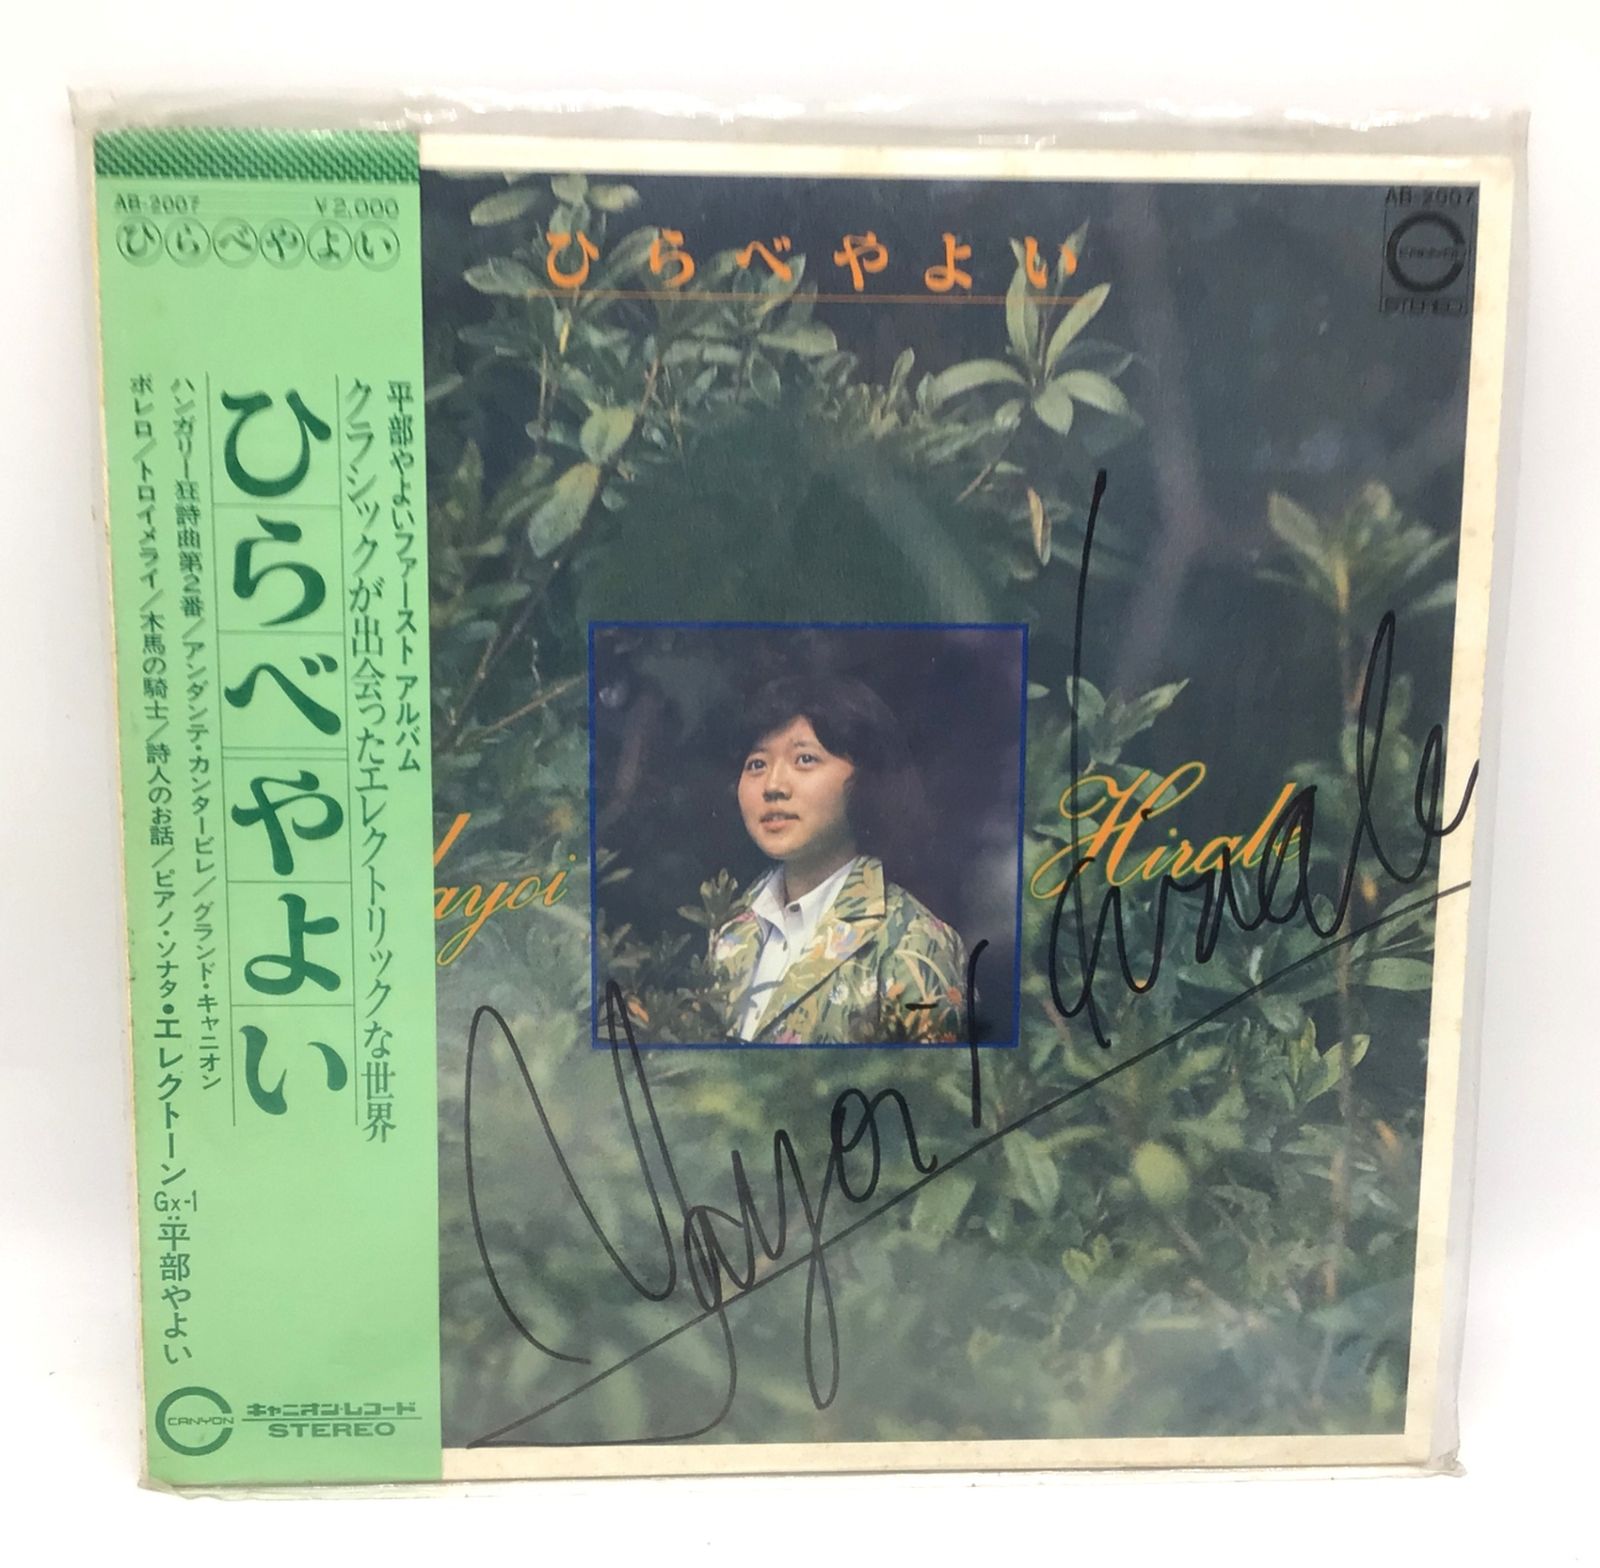 AB-2007 ¥2,000
ひらべやよい
平部やよいファースト アルバム
クラシックが出会ったエレクトリックな世界
ひらべやよい
ハンガリー狂詩曲第2番/アンダンテ・カンタービレ/グランド・キャニオン
ボレロ/トロイメライ/木馬の騎士/詩人のお話/ピアノ・ソナタ●エレクトーンGx-1:平部やよい
CANYON
キャニオン・レコード
STEREO
ひらべやよい
AB-2007
CANYON
STEREO
ayoi Hirabe
Yayoi Hirabe